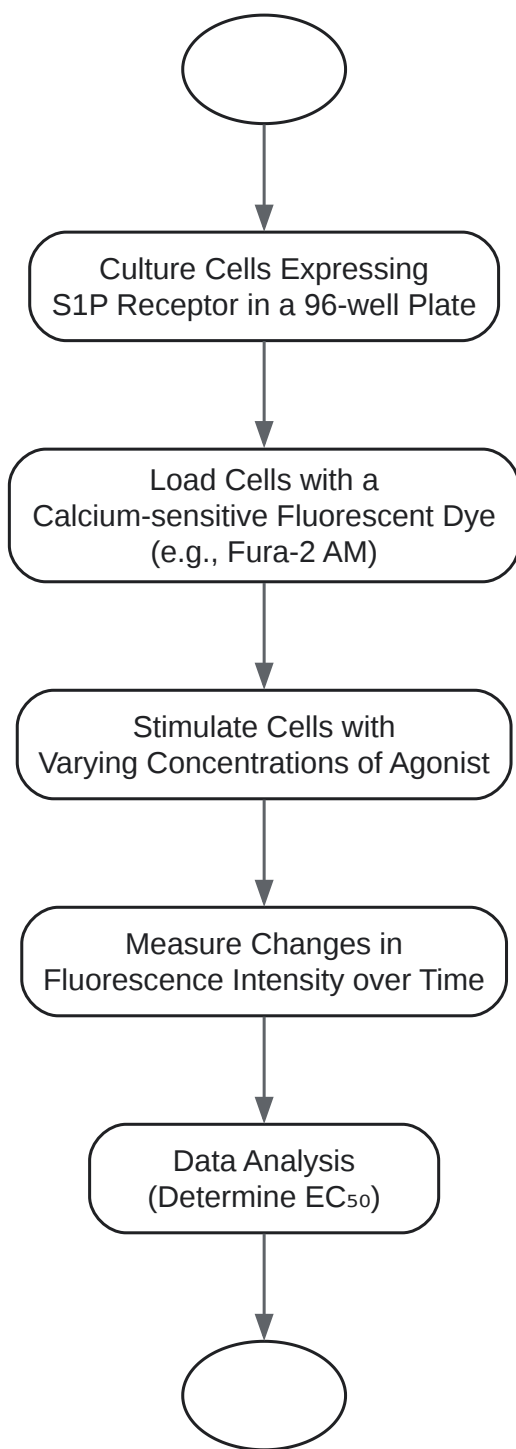 Culture Cells Expressing
S1P Receptor in a 96-well Plate
Load Cells with a
Calcium-sensitive Fluorescent Dye
(e.g., Fura-2 AM)
Stimulate Cells with
Varying Concentrations of Agonist
Measure Changes in
Fluorescence Intensity over Time
Data Analysis
(Determine EC₅₀)